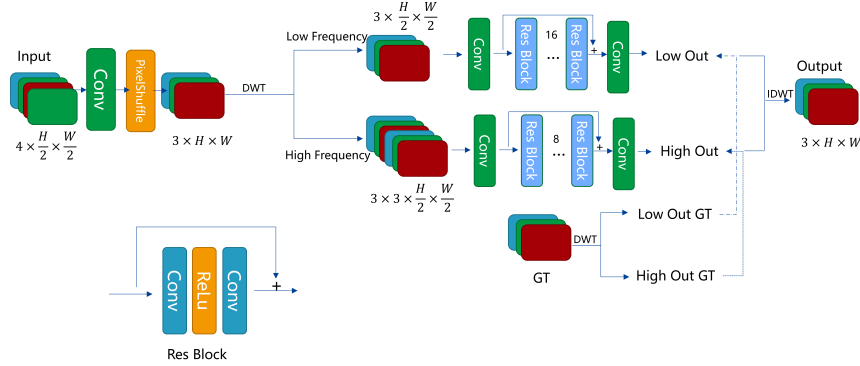 Input
Conv
PixelShuffle
4 × H/2 × W/2
3 × H × W
DWT
Low Frequency
3 × H/2 × W/2
Conv
Res Block
16
...
Res Block
+
Conv
Low Out
High Frequency
3 × 3 × H/2 × W/2
Conv
Res Block
8
...
Res Block
+
Conv
High Out
IDWT
Output
3 × H × W
GT
DWT
Low Out GT
High Out GT
Conv
ReLu
Conv
+
Res Block